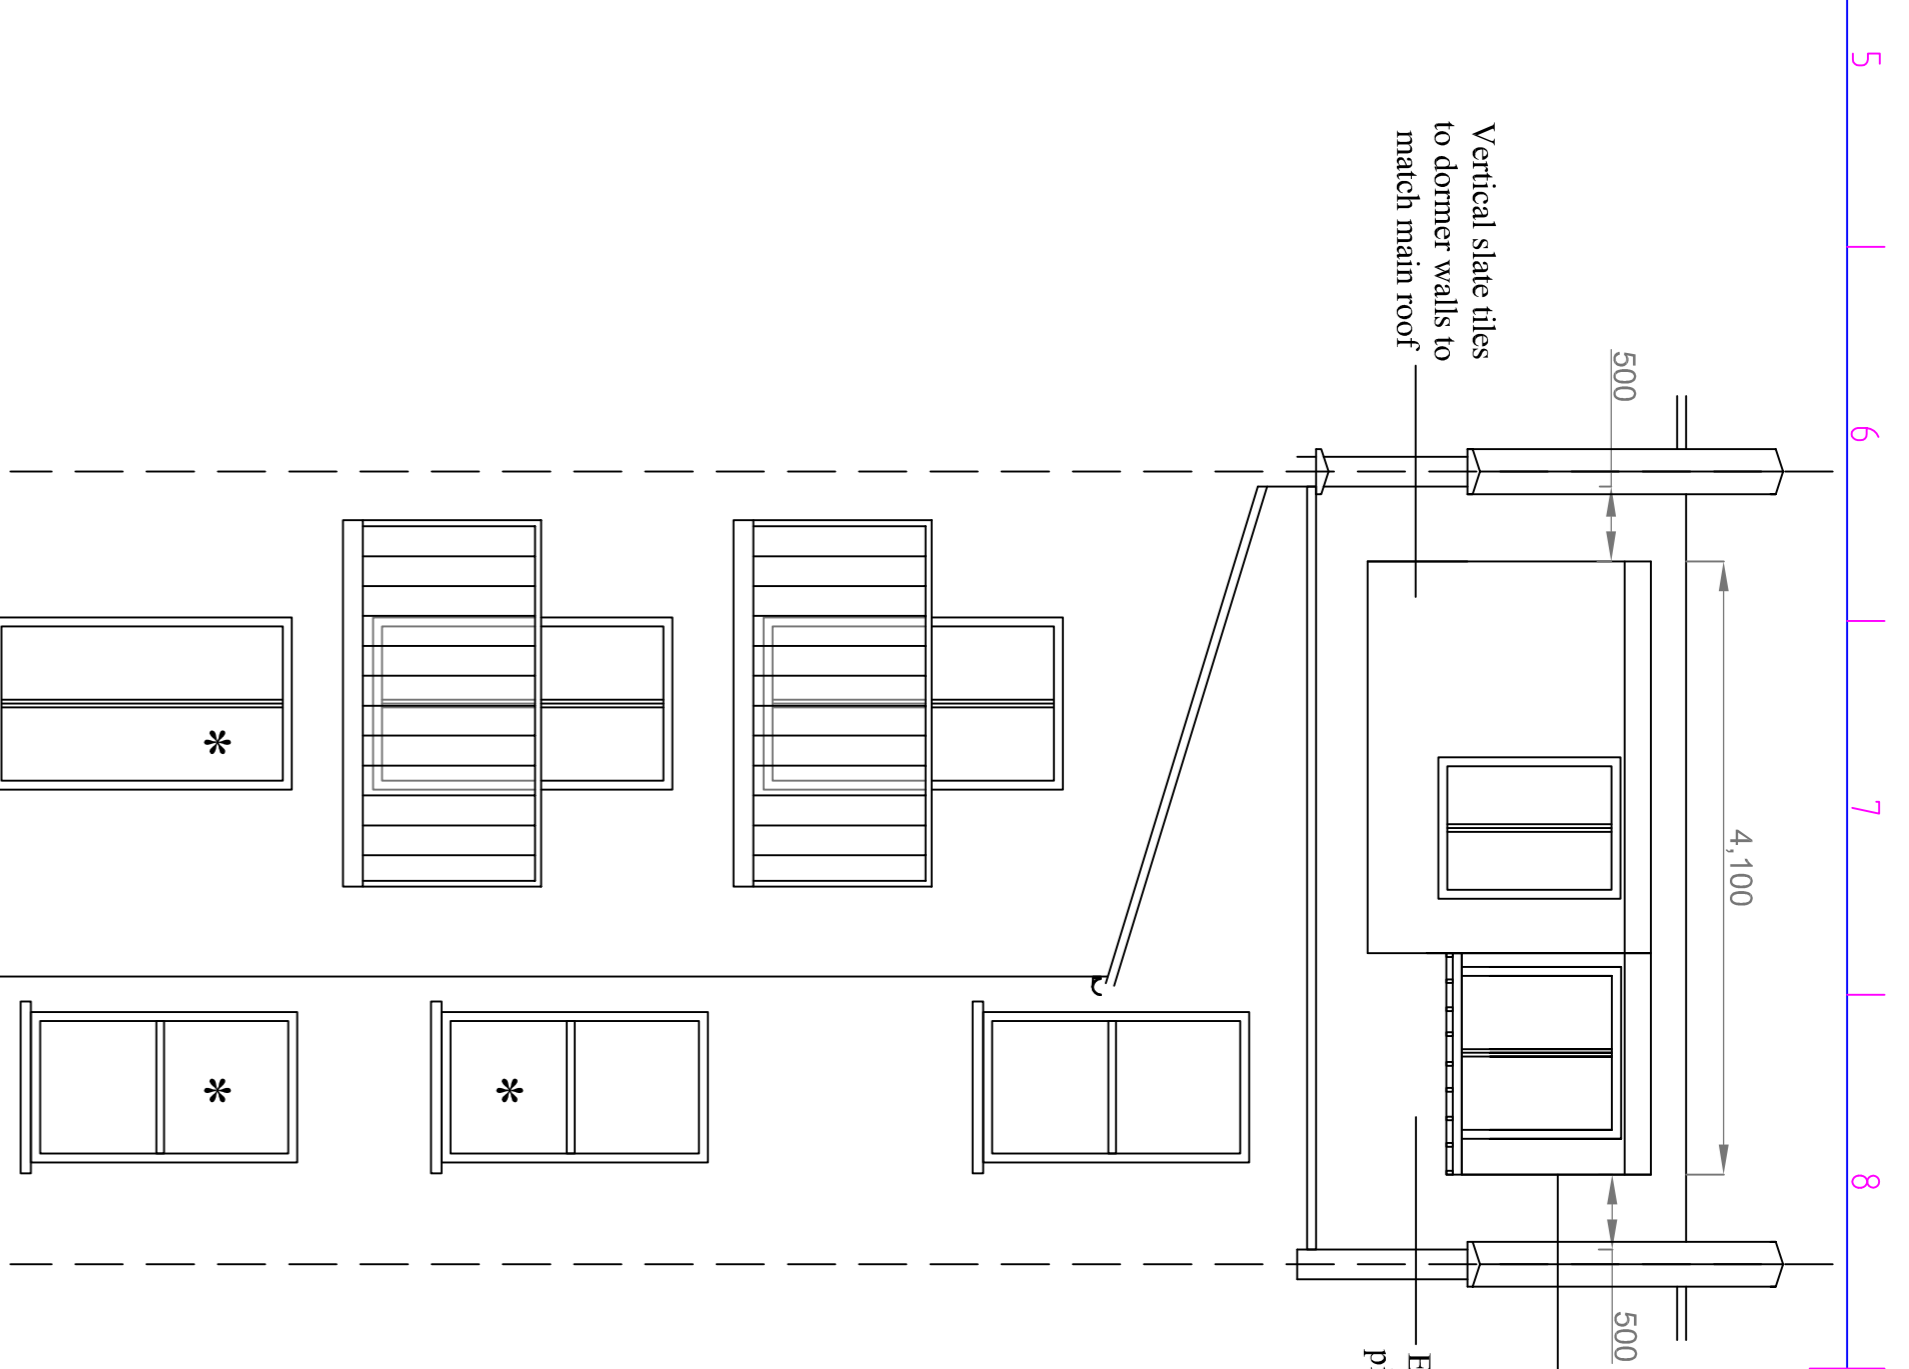 5
6
7
8
Vertical slate tiles
to dormer walls to
match main roof
500
4,100
500
*
*
*
E
p